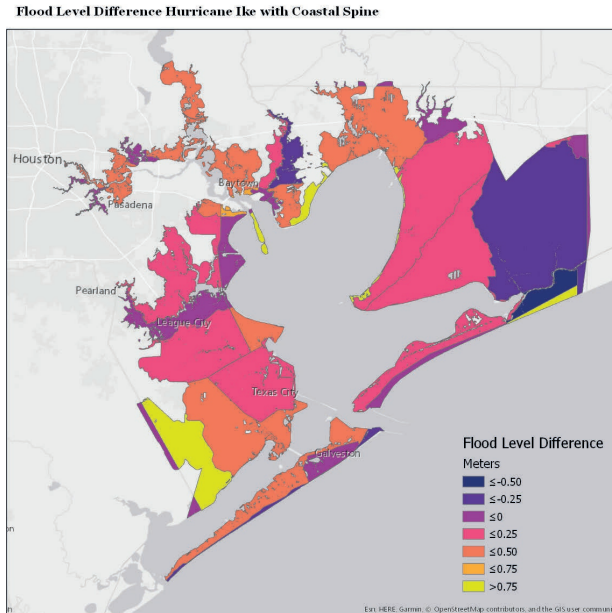 Flood Level Difference Hurricane Ike with Coastal Spine
Houston
Baytown
Pasadena
Pearland
League City
Texas City
Galveston
Flood Level Difference
Meters
≤-0.50
≤-0.25
≤0
≤0.25
≤0.50
≤0.75
>0.75
on
Esri, HERE, Garmin, © OpenStreetMap contributors, and the GIS user commun